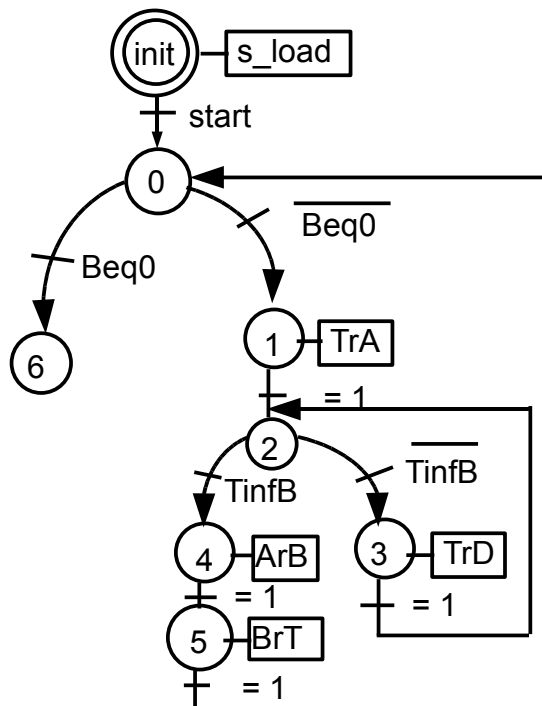 init
s_load
start
0
Beq0
Beq0
6
1
TrA
= 1
2
TinfB
TinfB
4
ArB
3
TrD
= 1
= 1
5
BrT
= 1